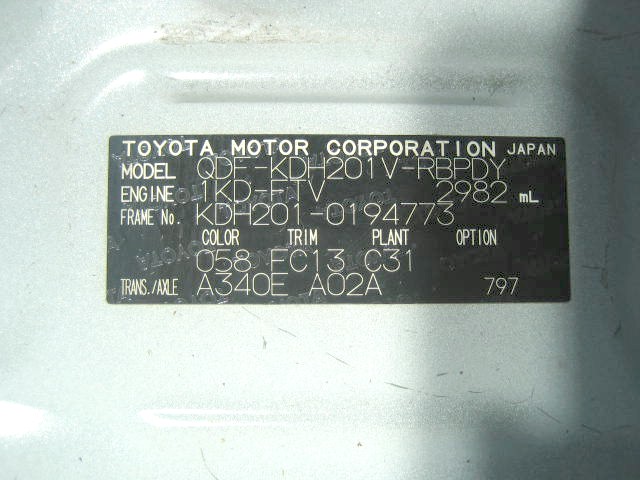 TOYOTA MOTOR CORPORATION JAPAN
MODEL QDF-KDH201V-RBPDY
ENGINE 1KD-FTV 2982 mL
FRAME No. KDH201-0194773
COLOR TRIM PLANT OPTION
058 FC13 C31
TRANS./AXLE A340E A02A 797